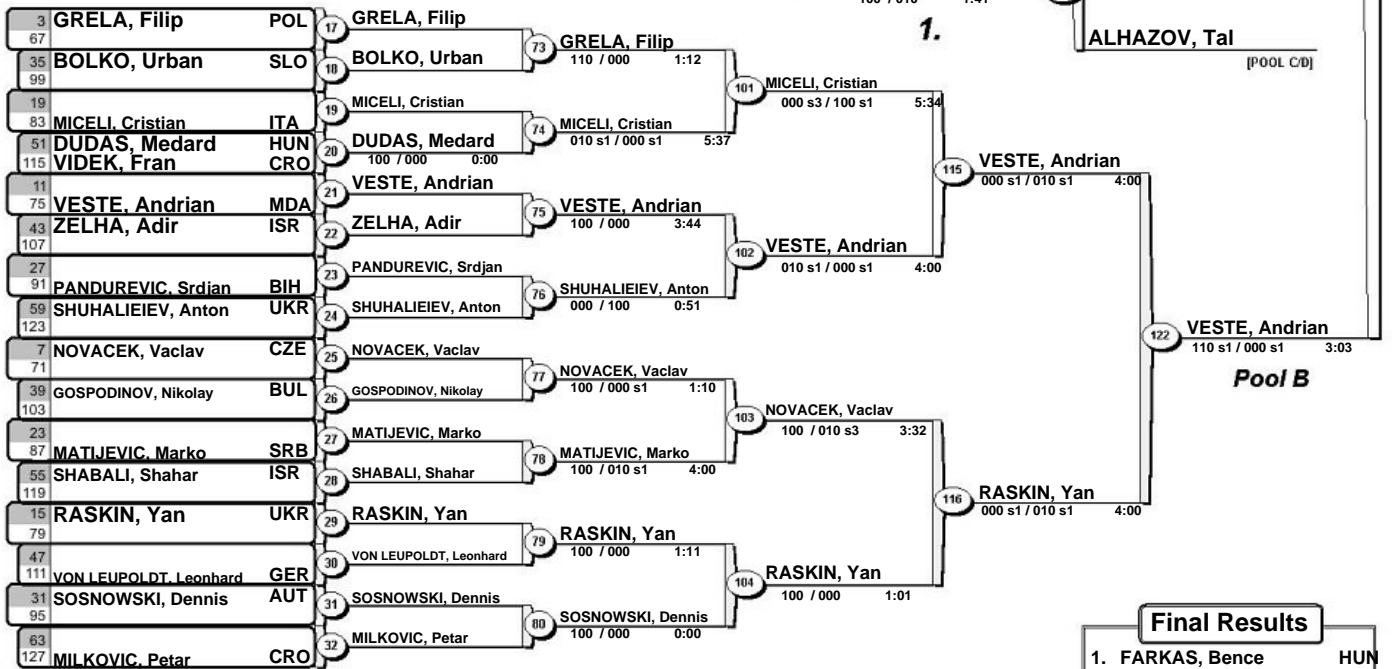 100 / 010 1:41
1.
ALHAZOV, Tal
[POOL C/D]
3 GRELA, Filip POL
67
35 BOLKO, Urban SLO
99
19
83 MICELI, Cristian ITA
51 DUDAS, Medard HUN
115 VIDEK, Fran CRO
11
75 VESTE, Andrian MDA
43 ZELHA, Adir ISR
107
27
91 PANDUREVIC, Srdjan BIH
59 SHUHALIEIEV, Anton UKR
123
7 NOVACEK, Vaclav CZE
71
39 GOSPODINOV, Nikolay BUL
103
23
87 MATIJEVIC, Marko SRB
55 SHABALI, Shahar ISR
119
15 RASKIN, Yan UKR
79
47
111 VON LEUPOLDT, Leonhard GER
31 SOSNOWSKI, Dennis AUT
95
63
127 MILKOVIC, Petar CRO
17 GRELA, Filip
18 BOLKO, Urban
19 MICELI, Cristian
20 DUDAS, Medard
100 / 000 0:00
21 VESTE, Andrian
22 ZELHA, Adir
23 PANDUREVIC, Srdjan
24 SHUHALIEIEV, Anton
25 NOVACEK, Vaclav
26 GOSPODINOV, Nikolay
27 MATIJEVIC, Marko
28 SHABALI, Shahar
29 RASKIN, Yan
30 VON LEUPOLDT, Leonhard
31 SOSNOWSKI, Dennis
32 MILKOVIC, Petar
73 GRELA, Filip
110 / 000 1:12
74 MICELI, Cristian
010 s1 / 000 s1 5:37
75 VESTE, Andrian
100 / 000 3:44
76 SHUHALIEIEV, Anton
000 / 100 0:51
77 NOVACEK, Vaclav
100 / 000 s1 1:10
78 MATIJEVIC, Marko
100 / 010 s1 4:00
79 RASKIN, Yan
100 / 000 1:11
80 SOSNOWSKI, Dennis
100 / 000 0:00
101 MICELI, Cristian
000 s3 / 100 s1 5:34
102 VESTE, Andrian
010 s1 / 000 s1 4:00
103 NOVACEK, Vaclav
100 / 010 s3 3:32
104 RASKIN, Yan
100 / 000 1:01
115 VESTE, Andrian
000 s1 / 010 s1 4:00
116 RASKIN, Yan
000 s1 / 010 s1 4:00
122 VESTE, Andrian
110 s1 / 000 s1 3:03
Pool B
Final Results
1. FARKAS, Bence HUN